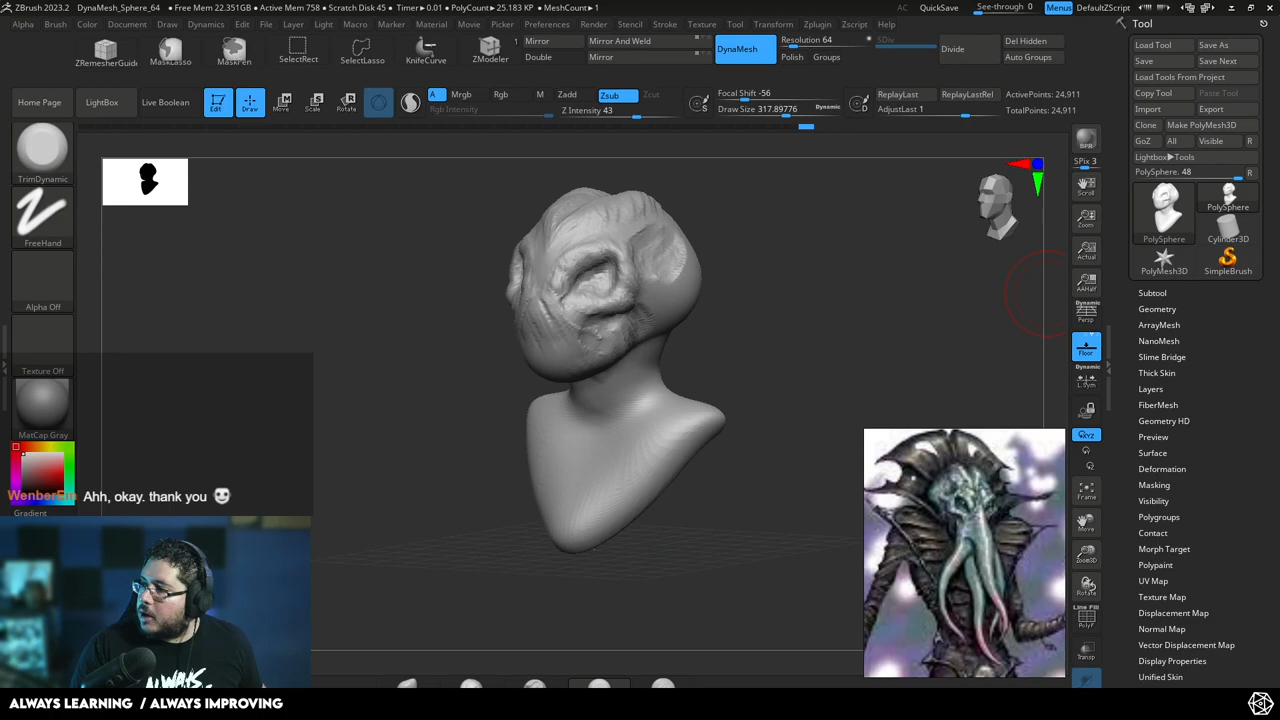 ZBrush 2023.2 DynaMesh_Sphere_64 • Free Mem 22.351GB • Active Mem 758 • Scratch Disk 45 • Timer▸0.01 • PolyCount▸25.183 KP • MeshCount▸1
AC QuickSave See-through 0 Menus DefaultZScript
Alpha Brush Color Document Draw Dynamics Edit File Layer Light Macro Marker Material Movie Picker Preferences Render Stencil Stroke Texture Tool Transform Zplugin Zscript Help
ZRemesherGuide MaskLasso MaskPen SelectRect SelectLasso KnifeCurve ZModeler
1 Mirror Double
Mirror And Weld
Mirror
DynaMesh
Resolution 64
Polish Groups
SDiv
Divide
Del Hidden
Auto Groups
Home Page LightBox Live Boolean
Edit Draw Move Scale Rotate
A Mrgb Rgb M Zadd Zsub Zcut
Rgb Intensity Z Intensity 43
S
Focal Shift -56
Draw Size 317.89776 Dynamic
D
ReplayLast ReplayLastRel
AdjustLast 1
ActivePoints: 24,911
TotalPoints: 24,911
TrimDynamic
FreeHand
Alpha Off
Texture Off
MatCap Gray
Gradient
WenberEin Ahh, okay. thank you
ALWAYS
BPR
SPix 3
Scroll
Zoom
Actual
AAHalf
Dynamic
Persp
Floor
Dynamic
L.Sym
XYZ
Frame
Move
Zoom3D
Rotate
Line Fill
PolyF
Transp
Tool
Load Tool Save As
Save Save Next
Load Tools From Project
Copy Tool Paste Tool
Import Export
Clone Make PolyMesh3D
GoZ All Visible R
Lightbox▸Tools
PolySphere. 48 R
PolySphere PolySphere
Cylinder3D
PolyMesh3D SimpleBrush
Subtool
Geometry
ArrayMesh
NanoMesh
Slime Bridge
Thick Skin
Layers
FiberMesh
Geometry HD
Preview
Surface
Deformation
Masking
Visibility
Polygroups
Contact
Morph Target
Polypaint
UV Map
Texture Map
Displacement Map
Normal Map
Vector Displacement Map
Display Properties
Unified Skin
ALWAYS LEARNING / ALWAYS IMPROVING